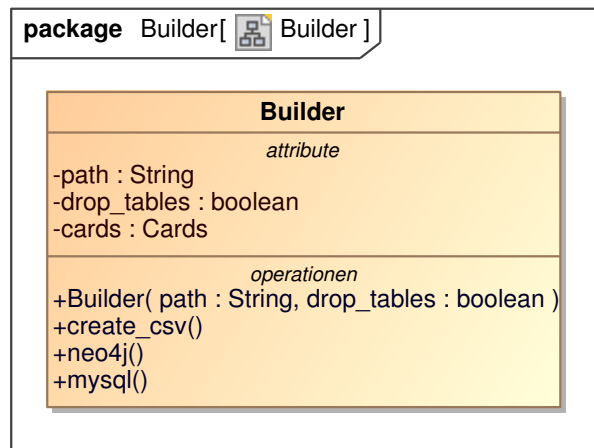 package Builder[ Builder ]
Builder
attribute
-path : String
-drop_tables : boolean
-cards : Cards
operationen
+Builder( path : String, drop_tables : boolean )
+create_csv()
+neo4j()
+mysql()